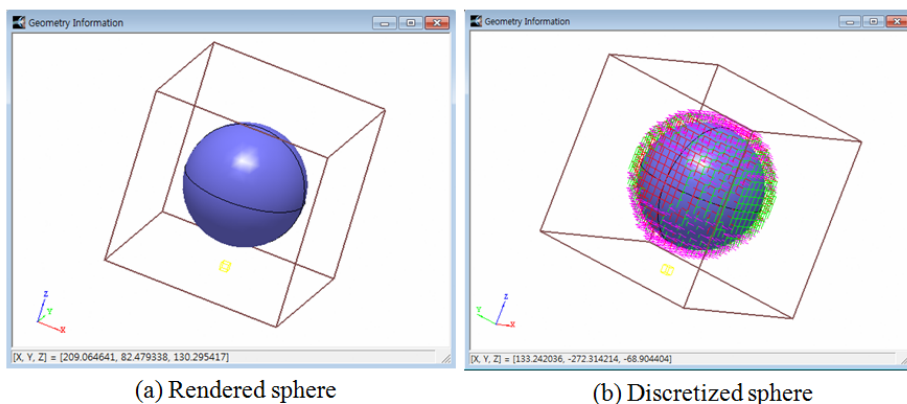 Geometry Information
Z
Y
X
[X, Y, Z] = [209.064641, 82.479338, 130.295417]
(a) Rendered sphere
Geometry Information
Z
Y
X
[X, Y, Z] = [133.242036, -272.314214, -68.904404]
(b) Discretized sphere